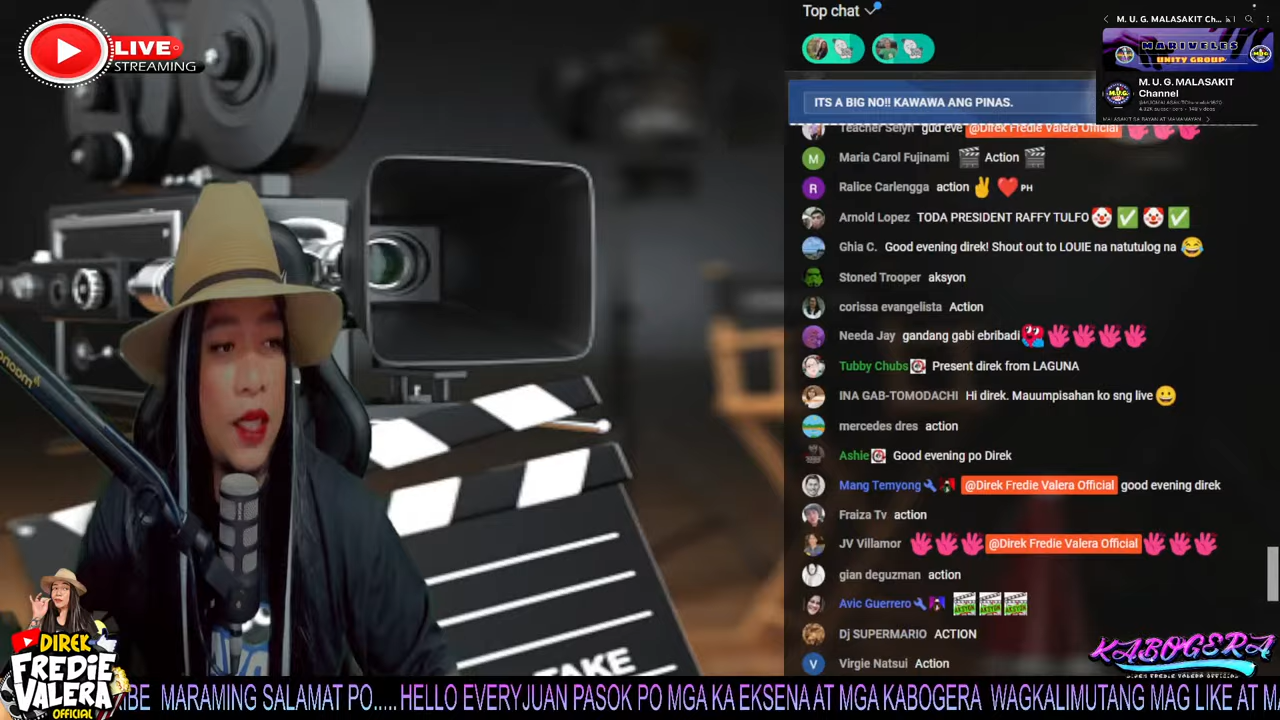 LIVE
STREAMING
moono
TAKE
DIREK
FREDIE
VALERA
OFFICIAL
Top chat
M. U. G. MALASAKIT Ch...
MARIVELES
UNITY GROUP
M. U. G. MALASAKIT
Channel
ITS A BIG NO!! KAWAWA ANG PINAS.
Teacher Selyn gud eve @Direk Fredie Valera Official
Maria Carol Fujinami 🎬 Action 🎬
Ralice Carlengga action ✌️ ❤️ PH
Arnold Lopez TODA PRESIDENT RAFFY TULFO 🤡 ✅ 🤡 ✅
Ghia C. Good evening direk! Shout out to LOUIE na natutulog na 😂
Stoned Trooper aksyon
corissa evangelista Action
Needa Jay gandang gabi ebribadi
Tubby Chubs Present direk from LAGUNA
INA GAB-TOMODACHI Hi direk. Mauumpisahan ko sng live 😀
mercedes dres action
Ashie Good evening po Direk
Mang Temyong @Direk Fredie Valera Official good evening direk
Fraiza Tv action
JV Villamor @Direk Fredie Valera Official
gian deguzman action
Avic Guerrero
Dj SUPERMARIO ACTION
Virgie Natsui Action
KABOGERA
BE MARAMING SALAMAT PO.....HELLO EVERYJUAN PASOK PO MGA KA EKSENA AT MGA KABOGERA WAGKALIMUTANG MAG LIKE AT MA